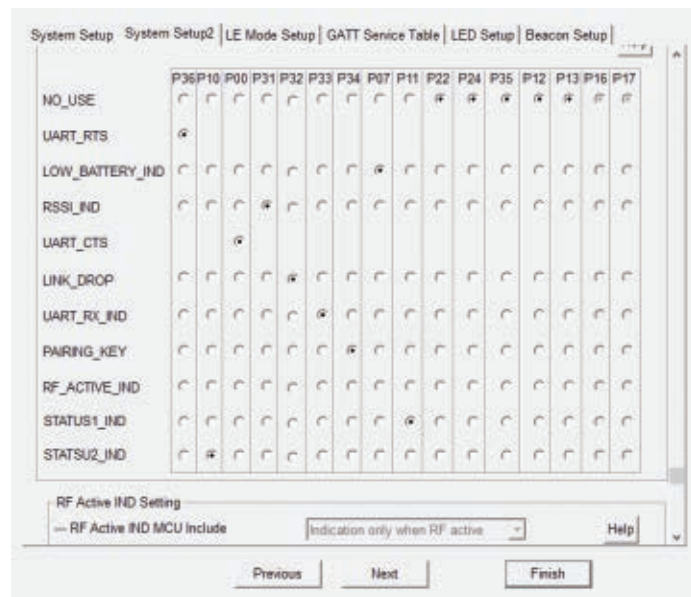 System Setup System Setup2 LE Mode Setup GATT Service Table LED Setup Beacon Setup
P36 P10 P00 P31 P32 P33 P34 P07 P11 P22 P24 P35 P12 P13 P16 P17
NO_USE
UART_RTS
LOW_BATTERY_IND
RSSI_IND
UART_CTS
LINK_DROP
UART_RX_IND
PAIRING_KEY
RF_ACTIVE_IND
STATUS1_IND
STATSU2_IND
RF Active IND Setting
RF Active IND MCU Include Indication only when RF active Help
Previous Next Finish